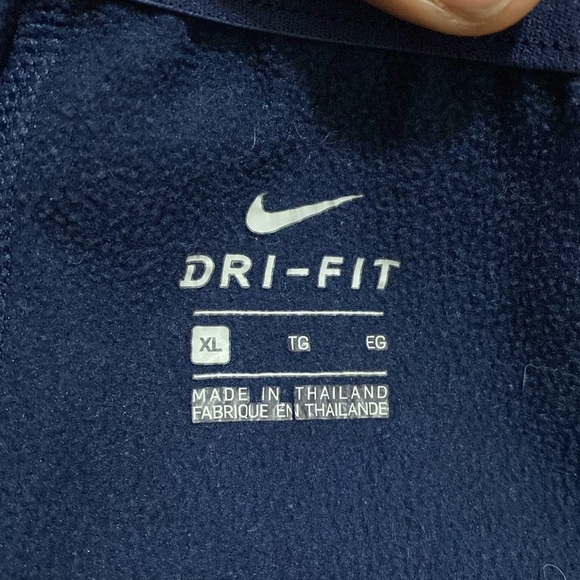 DRI-FIT
XL TG EG
MADE IN THAILAND
FABRIQUE EN THAILANDE